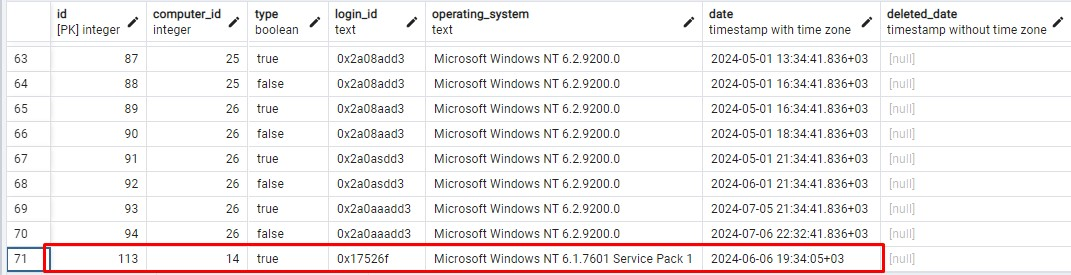 id computer_id type login_id operating_system date deleted_date
[PK] integer integer boolean text text timestamp with time zone timestamp without time zone
63 87 25 true 0x2a08add3 Microsoft Windows NT 6.2.9200.0 2024-05-01 13:34:41.836+03 [null]
64 88 25 false 0x2a08add3 Microsoft Windows NT 6.2.9200.0 2024-05-01 16:34:41.836+03 [null]
65 89 26 true 0x2a08aad3 Microsoft Windows NT 6.2.9200.0 2024-05-01 16:34:41.836+03 [null]
66 90 26 false 0x2a08aad3 Microsoft Windows NT 6.2.9200.0 2024-05-01 18:34:41.836+03 [null]
67 91 26 true 0x2a0asdd3 Microsoft Windows NT 6.2.9200.0 2024-05-01 21:34:41.836+03 [null]
68 92 26 false 0x2a0asdd3 Microsoft Windows NT 6.2.9200.0 2024-06-01 21:34:41.836+03 [null]
69 93 26 true 0x2a0aaadd3 Microsoft Windows NT 6.2.9200.0 2024-07-05 21:34:41.836+03 [null]
70 94 26 false 0x2a0aaadd3 Microsoft Windows NT 6.2.9200.0 2024-07-06 22:32:41.836+03 [null]
71 113 14 true 0x17526f Microsoft Windows NT 6.1.7601 Service Pack 1 2024-06-06 19:34:05+03 [null]